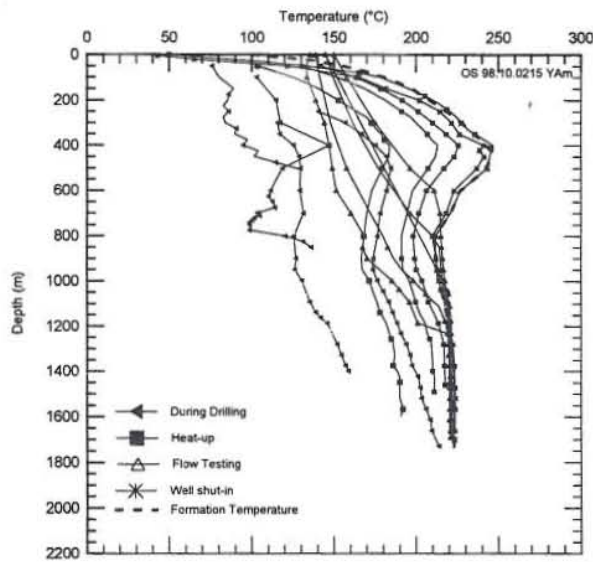 Temperature (°C)
0 50 100 150 200 250 300
OS 98.10.0215 YAm
Depth (m)
0
200
400
600
800
1000
1200
1400
1600
1800
2000
2200
During Drilling
Heat-up
Flow Testing
Well shut-in
Formation Temperature